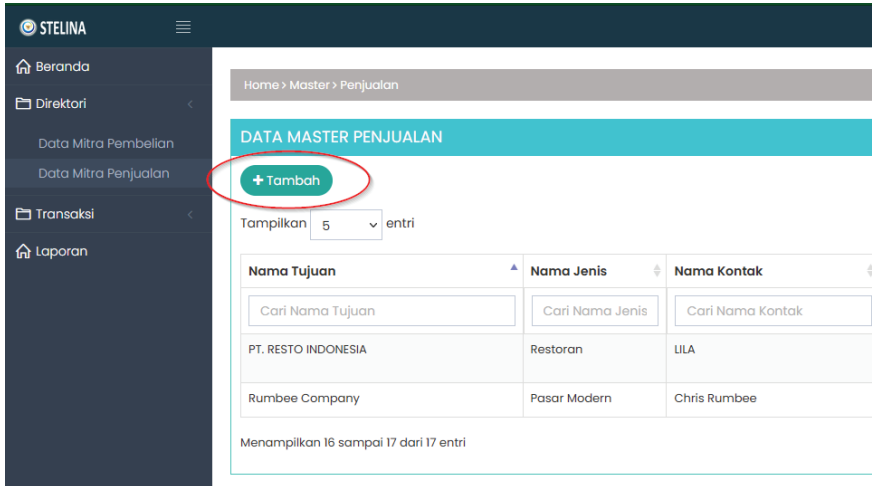 STELINA
Beranda
Direktori
Data Mitra Pembelian
Data Mitra Penjualan
Transaksi
Laporan
Home > Master > Penjualan
DATA MASTER PENJUALAN
+ Tambah
Tampilkan 5 entri
Nama Tujuan Nama Jenis Nama Kontak
Cari Nama Tujuan Cari Nama Jenis Cari Nama Kontak
PT. RESTO INDONESIA Restoran LILA
Rumbee Company Pasar Modern Chris Rumbee
Menampilkan 16 sampai 17 dari 17 entri